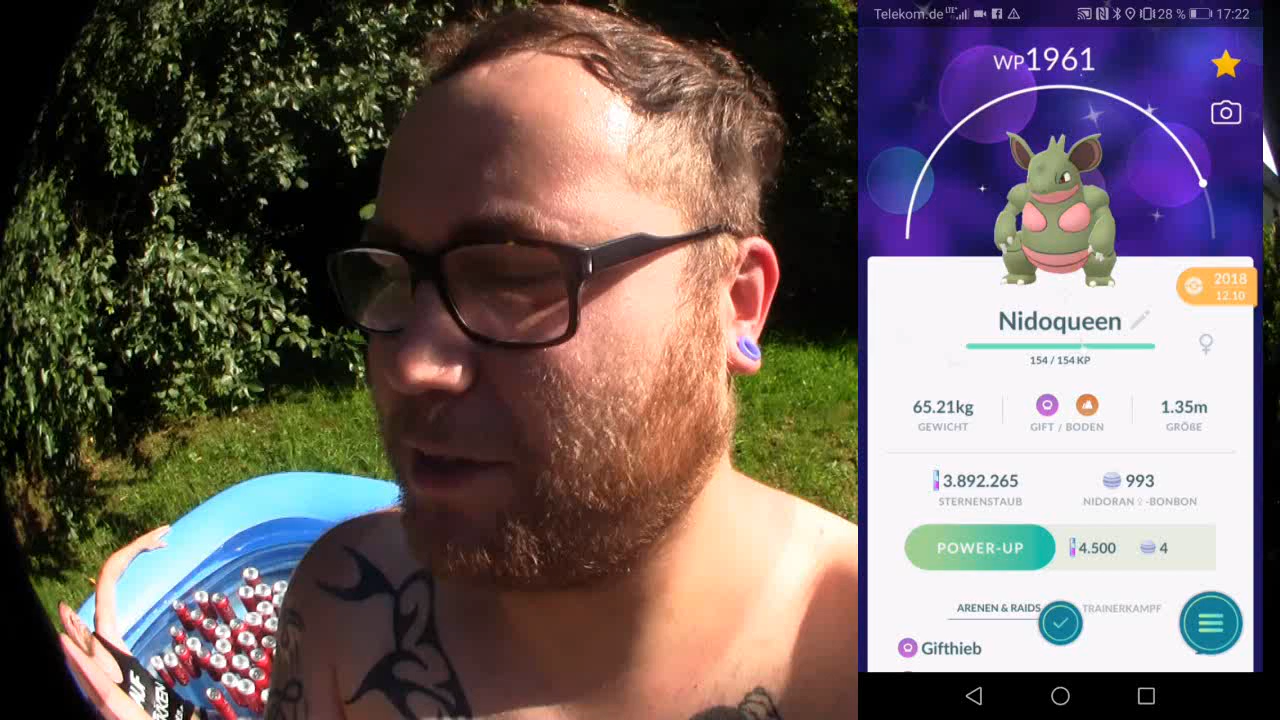 Telekom.de LTE 28 % 17:22
WP1961
2018
12.10
Nidoqueen
154 / 154 KP
65.21kg
1.35m
GEWICHT
GIFT / BODEN
GRÖßE
3.892.265
993
STERNENSTAUB
NIDORAN ♀-BONBON
POWER-UP
4.500
4
ARENEN & RAIDS
TRAINERKAMPF
Gifthieb